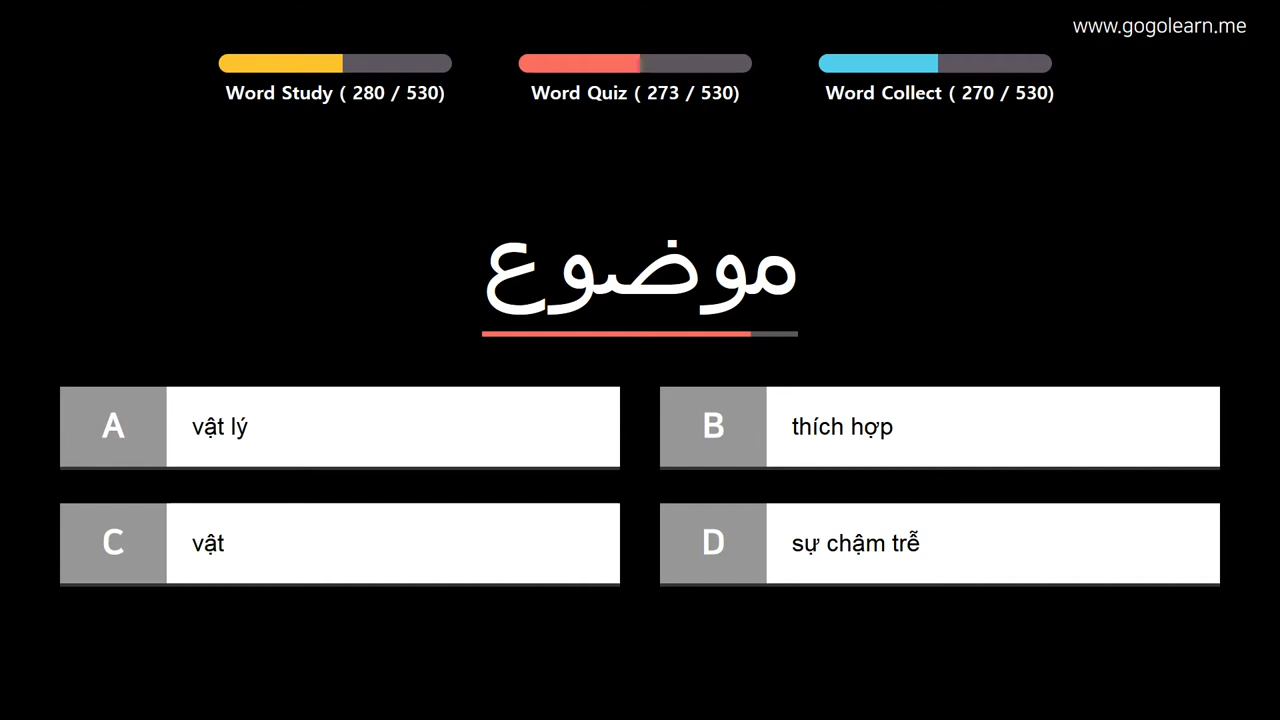 www.gogolearn.me
Word Study ( 280 / 530)
Word Quiz ( 273 / 530)
Word Collect ( 270 / 530)
موضوع
A vật lý
B thích hợp
C vật
D sự chậm trễ